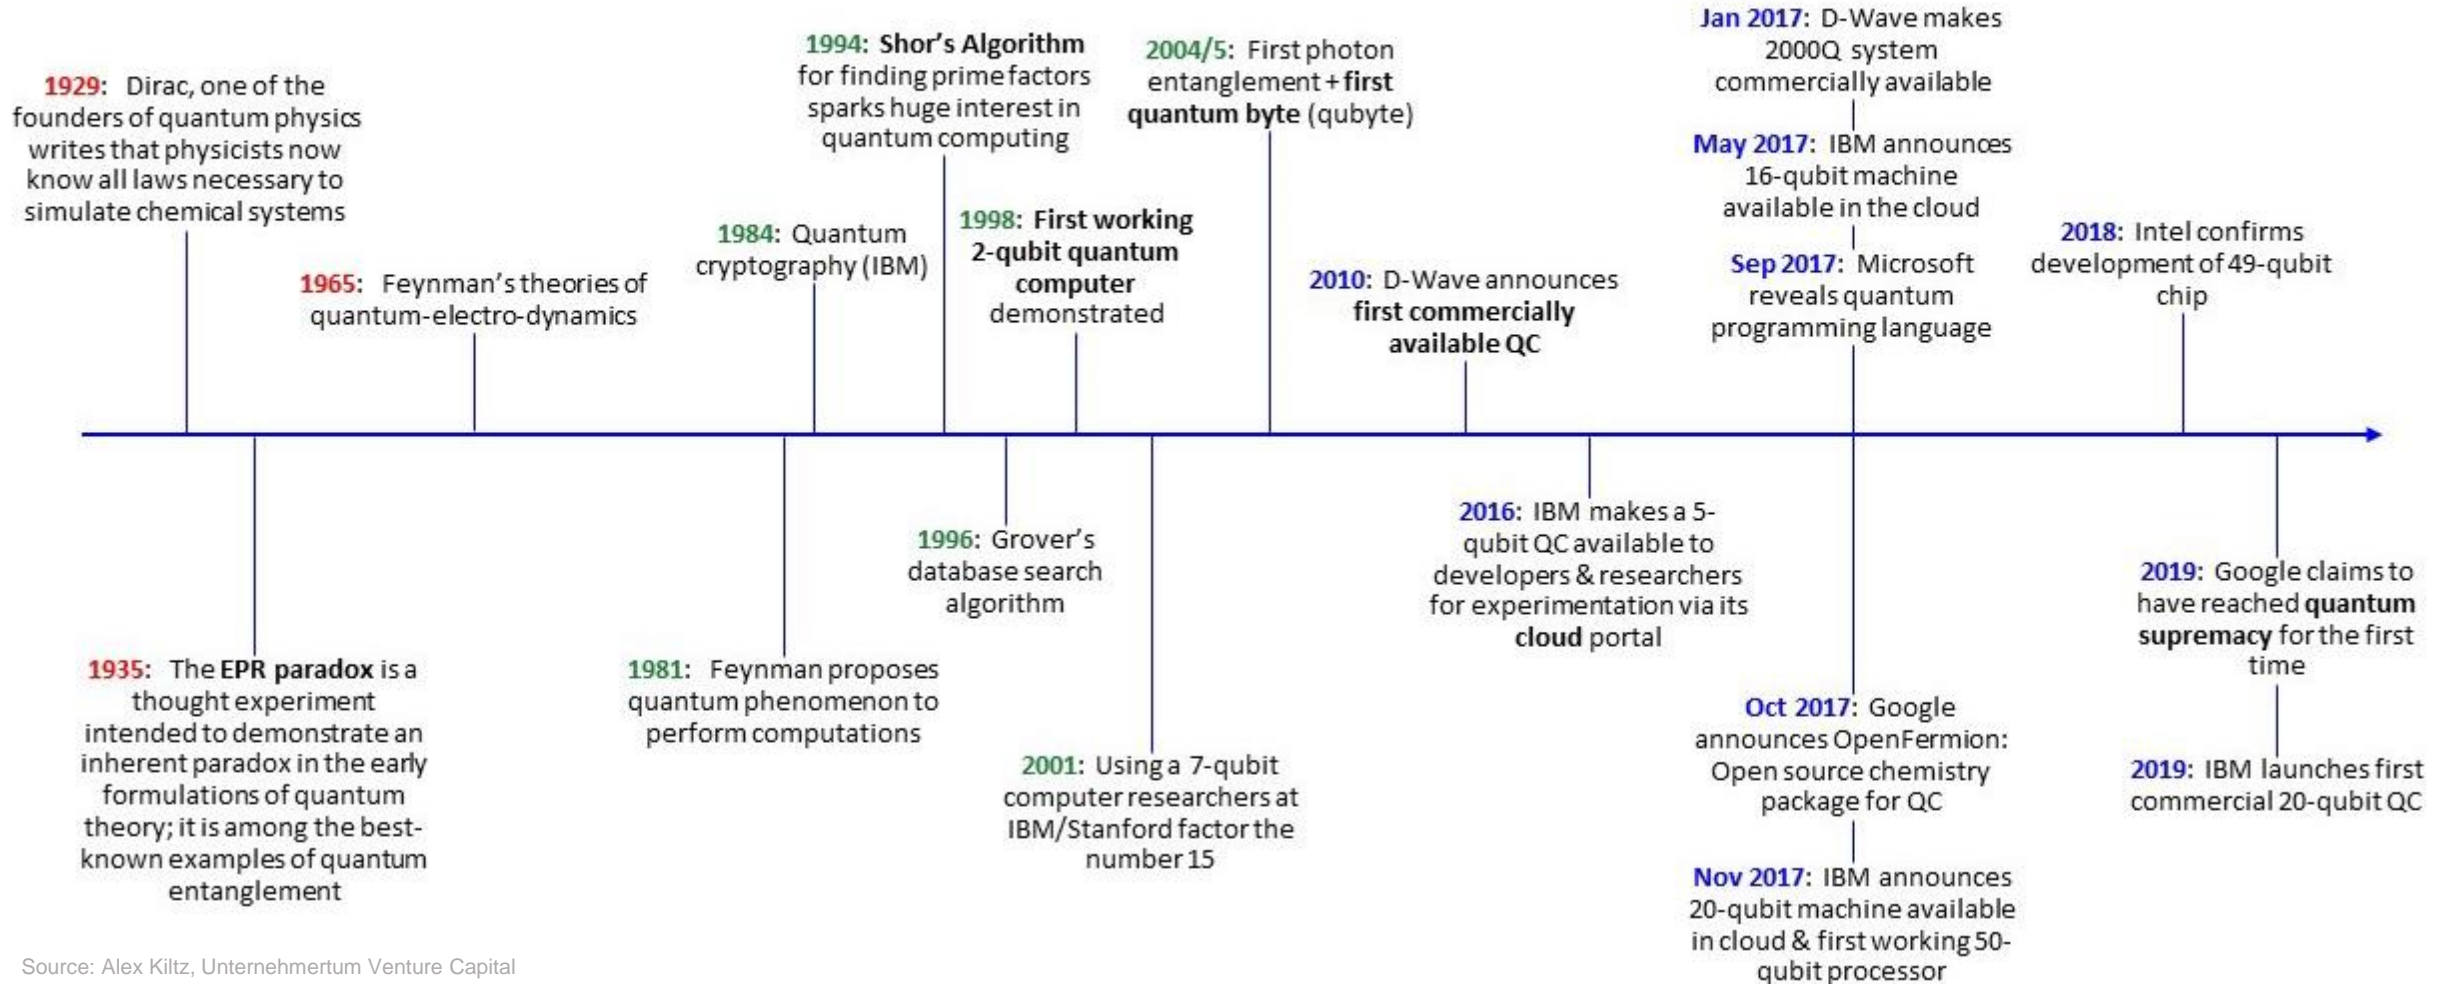 1929: Dirac, one of the
founders of quantum physics
writes that physicists now
know all laws necessary to
simulate chemical systems
1965: Feynman's theories of
quantum-electro-dynamics
1984: Quantum
cryptography (IBM)
1994: Shor's Algorithm
for finding prime factors
sparks huge interest in
quantum computing
1998: First working
2-qubit quantum
computer
demonstrated
2004/5: First photon
entanglement + first
quantum byte (qubyte)
2010: D-Wave announces
first commercially
available QC
Jan 2017: D-Wave makes
2000Q system
commercially available
May 2017: IBM announces
16-qubit machine
available in the cloud
Sep 2017: Microsoft
reveals quantum
programming language
2018: Intel confirms
development of 49-qubit
chip
1935: The EPR paradox is a
thought experiment
intended to demonstrate an
inherent paradox in the early
formulations of quantum
theory; it is among the best-
known examples of quantum
entanglement
1981: Feynman proposes
quantum phenomenon to
perform computations
1996: Grover's
database search
algorithm
2001: Using a 7-qubit
computer researchers at
IBM/Stanford factor the
number 15
2016: IBM makes a 5-
qubit QC available to
developers & researchers
for experimentation via its
cloud portal
Oct 2017: Google
announces OpenFermion:
Open source chemistry
package for QC
Nov 2017: IBM announces
20-qubit machine available
in cloud & first working 50-
qubit processor
2019: Google claims to
have reached quantum
supremacy for the first
time
2019: IBM launches first
commercial 20-qubit QC
Source: Alex Kiltz, Unternehmertum Venture Capital